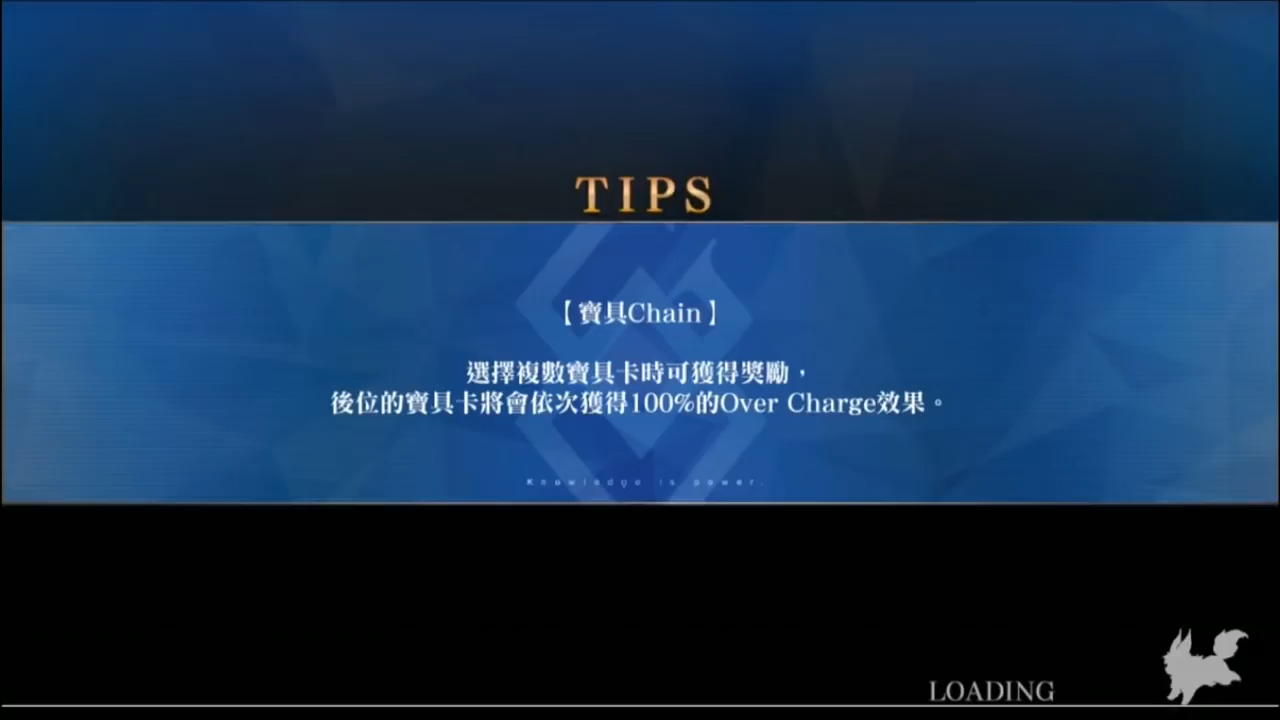 TIPS
【寶具Chain】
選擇複數寶具卡時可獲得獎勵，
後位的寶具卡將會依次獲得100%的Over Charge效果。
Knowledge is power.
LOADING